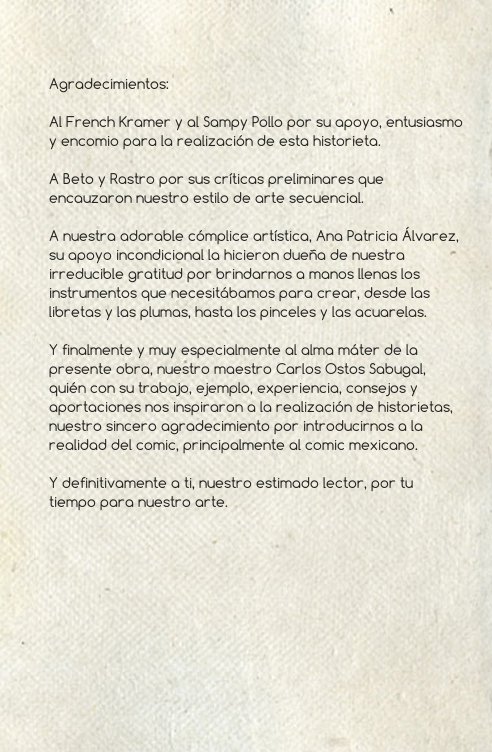 Agradecimientos:
Al French Kramer y al Sampy Pollo por su apoyo, entusiasmo
y encomio para la realización de esta historieta.
A Beto y Rastro por sus críticas preliminares que
encauzaron nuestro estilo de arte secuencial.
A nuestra adorable cómplice artística, Ana Patricia Álvarez,
su apoyo incondicional la hicieron dueña de nuestra
irreducible gratitud por brindarnos a manos llenas los
instrumentos que necesitábamos para crear, desde las
libretas y las plumas, hasta los pinceles y las acuarelas.
Y finalmente y muy especialmente al alma máter de la
presente obra, nuestro maestro Carlos Ostos Sabugal,
quién con su trabajo, ejemplo, experiencia, consejos y
aportaciones nos inspiraron a la realización de historietas,
nuestro sincero agradecimiento por introducirnos a la
realidad del comic, principalmente al comic mexicano.
Y definitivamente a ti, nuestro estimado lector, por tu
tiempo para nuestro arte.